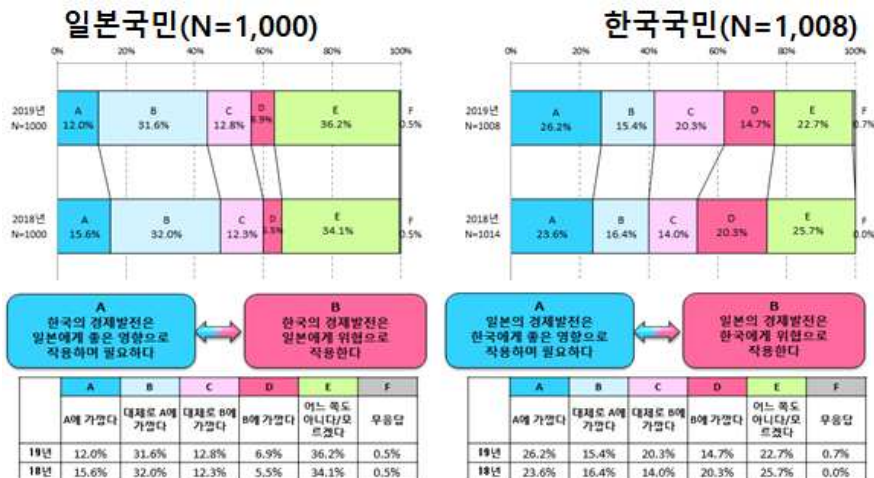 일본국민(N=1,000)
한국국민(N=1,008)
0% 20% 40% 60% 80% 100%
0% 20% 40% 60% 80% 100%
2019년
N=1000
A
12.0%
B
31.6%
C
12.8%
D
6.9%
E
36.2%
F
0.5%
2018년
N=1000
A
15.6%
B
32.0%
C
12.3%
D
5.5%
E
34.1%
F
0.5%
2019년
N=1008
A
26.2%
B
15.4%
C
20.3%
D
14.7%
E
22.7%
F
0.7%
2018년
N=1014
A
23.6%
B
16.4%
C
14.0%
D
20.3%
E
25.7%
F
0.0%
A
한국의 경제발전은
일본에게 좋은 영향으로
작용하며 필요하다
B
한국의 경제발전은
일본에게 위협으로
작용한다
A
일본의 경제발전은
한국에게 좋은 영향으로
작용하며 필요하다
B
일본의 경제발전은
한국에게 위협으로
작용한다
A B C D E F
A에 가깝다 대체로 A에 가깝다 대체로 B에 가깝다 B에 가깝다 어느 쪽도 아니다/모르겠다 무응답
19년 12.0% 31.6% 12.8% 6.9% 36.2% 0.5%
18년 15.6% 32.0% 12.3% 5.5% 34.1% 0.5%
A B C D E F
A에 가깝다 대체로 A에 가깝다 대체로 B에 가깝다 B에 가깝다 어느 쪽도 아니다/모르겠다 무응답
19년 26.2% 15.4% 20.3% 14.7% 22.7% 0.7%
18년 23.6% 16.4% 14.0% 20.3% 25.7% 0.0%